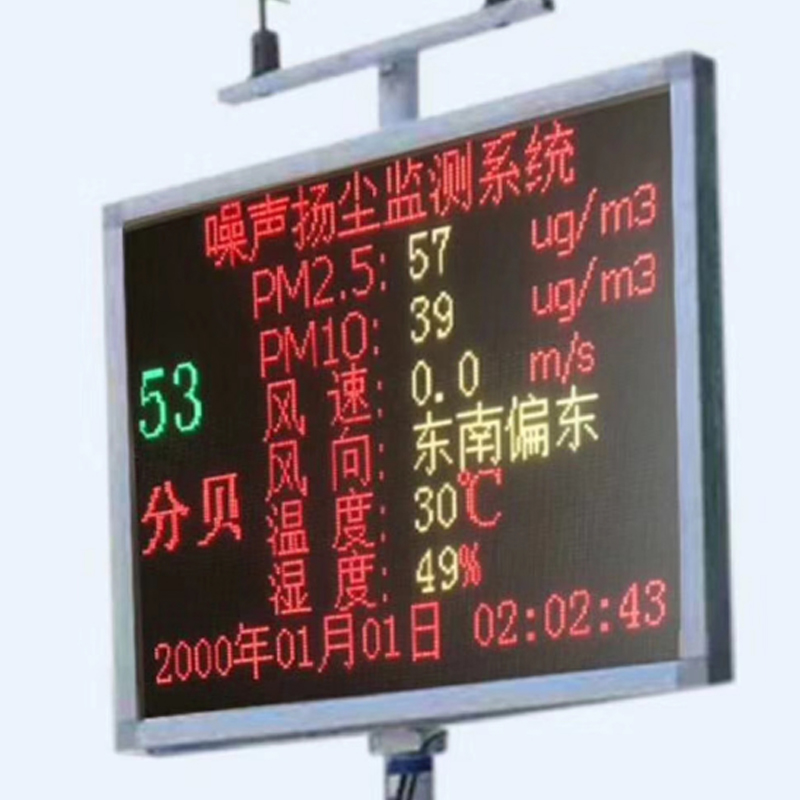 噪声扬尘监测系统
PM2.5: 57 ug/m3
PM10: 39 ug/m3
风速: 0.0 m/s
53
风向: 东南偏东
分贝
温度: 30℃
湿度: 49%
2000年01月01日 02:02:43